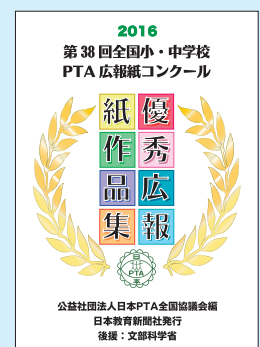 2016
第38回全国小・中学校
PTA広報紙コンクール
優秀広報
紙作品集
PTA
公益社団法人日本PTA全国協議会編
日本教育新聞社発行
後援：文部科学省